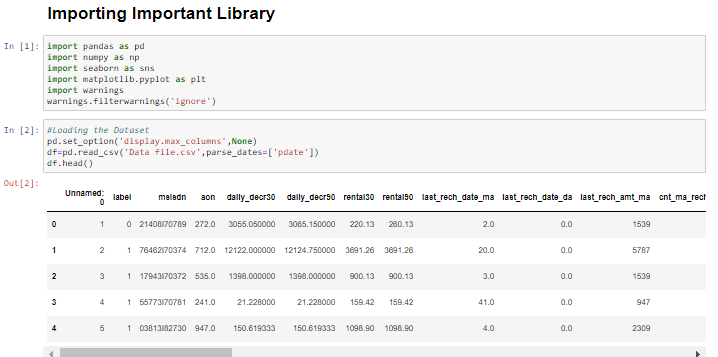 Importing Important Library
In [1]:
import pandas as pd
import numpy as np
import seaborn as sns
import matplotlib.pyplot as plt
import warnings
warnings.filterwarnings('ignore')
In [2]:
#Loading the Dataset
pd.set_option('display.max_columns',None)
df=pd.read_csv('Data file.csv',parse_dates=['pdate'])
df.head()
Out[2]:
Unnamed: 0 label msisdn aon daily_decr30 daily_decr90 rental30 rental90 last_rech_date_ma last_rech_date_da last_rech_amt_ma cnt_ma_rech
0 1 0 21408I70789 272.0 3055.050000 3065.150000 220.13 260.13 2.0 0.0 1539
1 2 1 76462I70374 712.0 12122.000000 12124.750000 3691.26 3691.26 20.0 0.0 5787
2 3 1 17943I70372 535.0 1398.000000 1398.000000 900.13 900.13 3.0 0.0 1539
3 4 1 55773I70781 241.0 21.228000 21.228000 159.42 159.42 41.0 0.0 947
4 5 1 03813I82730 947.0 150.619333 150.619333 1098.90 1098.90 4.0 0.0 2309